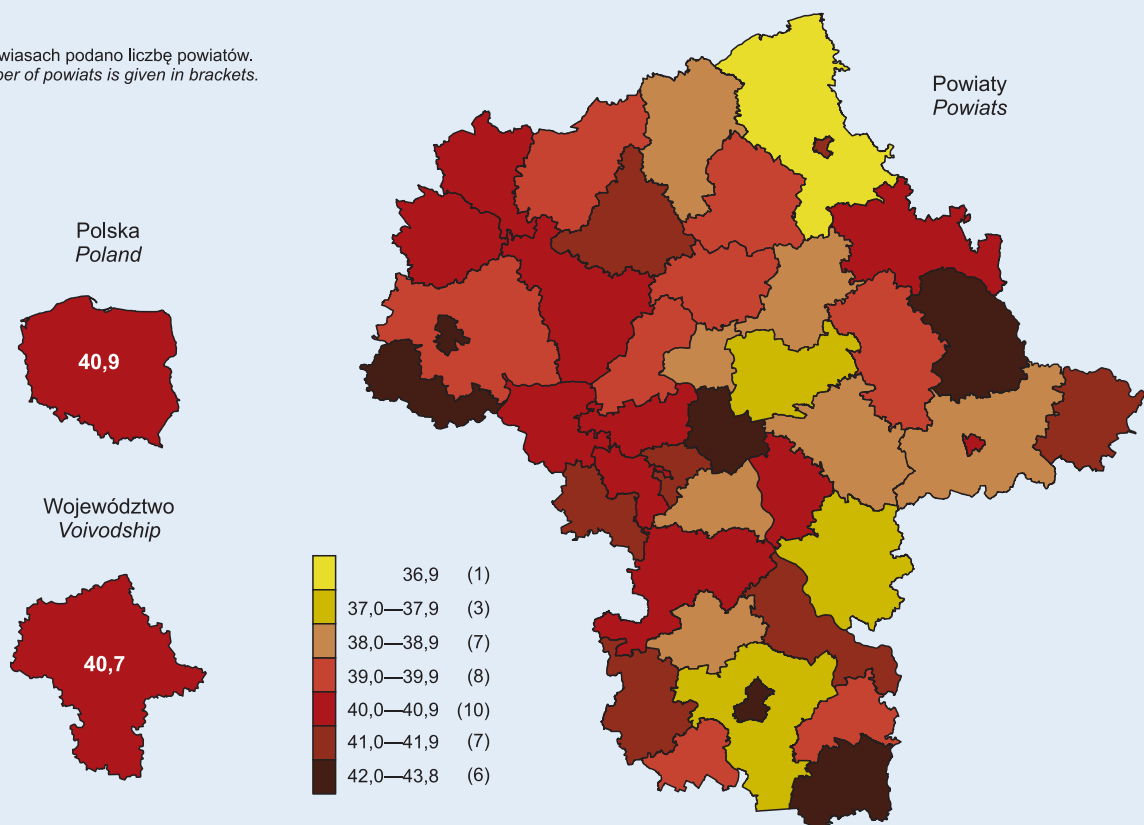 wiasach podano liczbę powiatów.
ber of powiats is given in brackets.
Powiaty
Powiats
Polska
Poland
40,9
Województwo
Voivodship
40,7
36,9 (1)
37,0—37,9 (3)
38,0—38,9 (7)
39,0—39,9 (8)
40,0—40,9 (10)
41,0—41,9 (7)
42,0—43,8 (6)